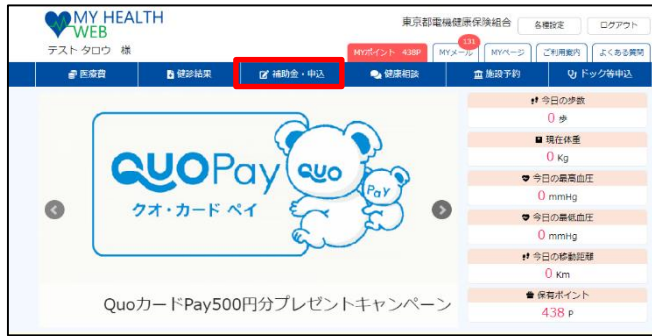 MY HEALTH
WEB
東京都電機健康保険組合
各種設定
ログアウト
テスト タロウ 様
MYポイント 438P
131
MYメール
MYページ
ご利用案内
よくある質問
医療費
健診結果
補助金・申込
健康相談
施設予約
ドック等申込
QUOPay
クオ・カード ペイ
QUO
Pay
QuoカードPay500円分プレゼントキャンペーン
今日の歩数
0 歩
現在体重
0 Kg
今日の最高血圧
0 mmHg
今日の最低血圧
0 mmHg
今日の移動距離
0 Km
保有ポイント
438 P